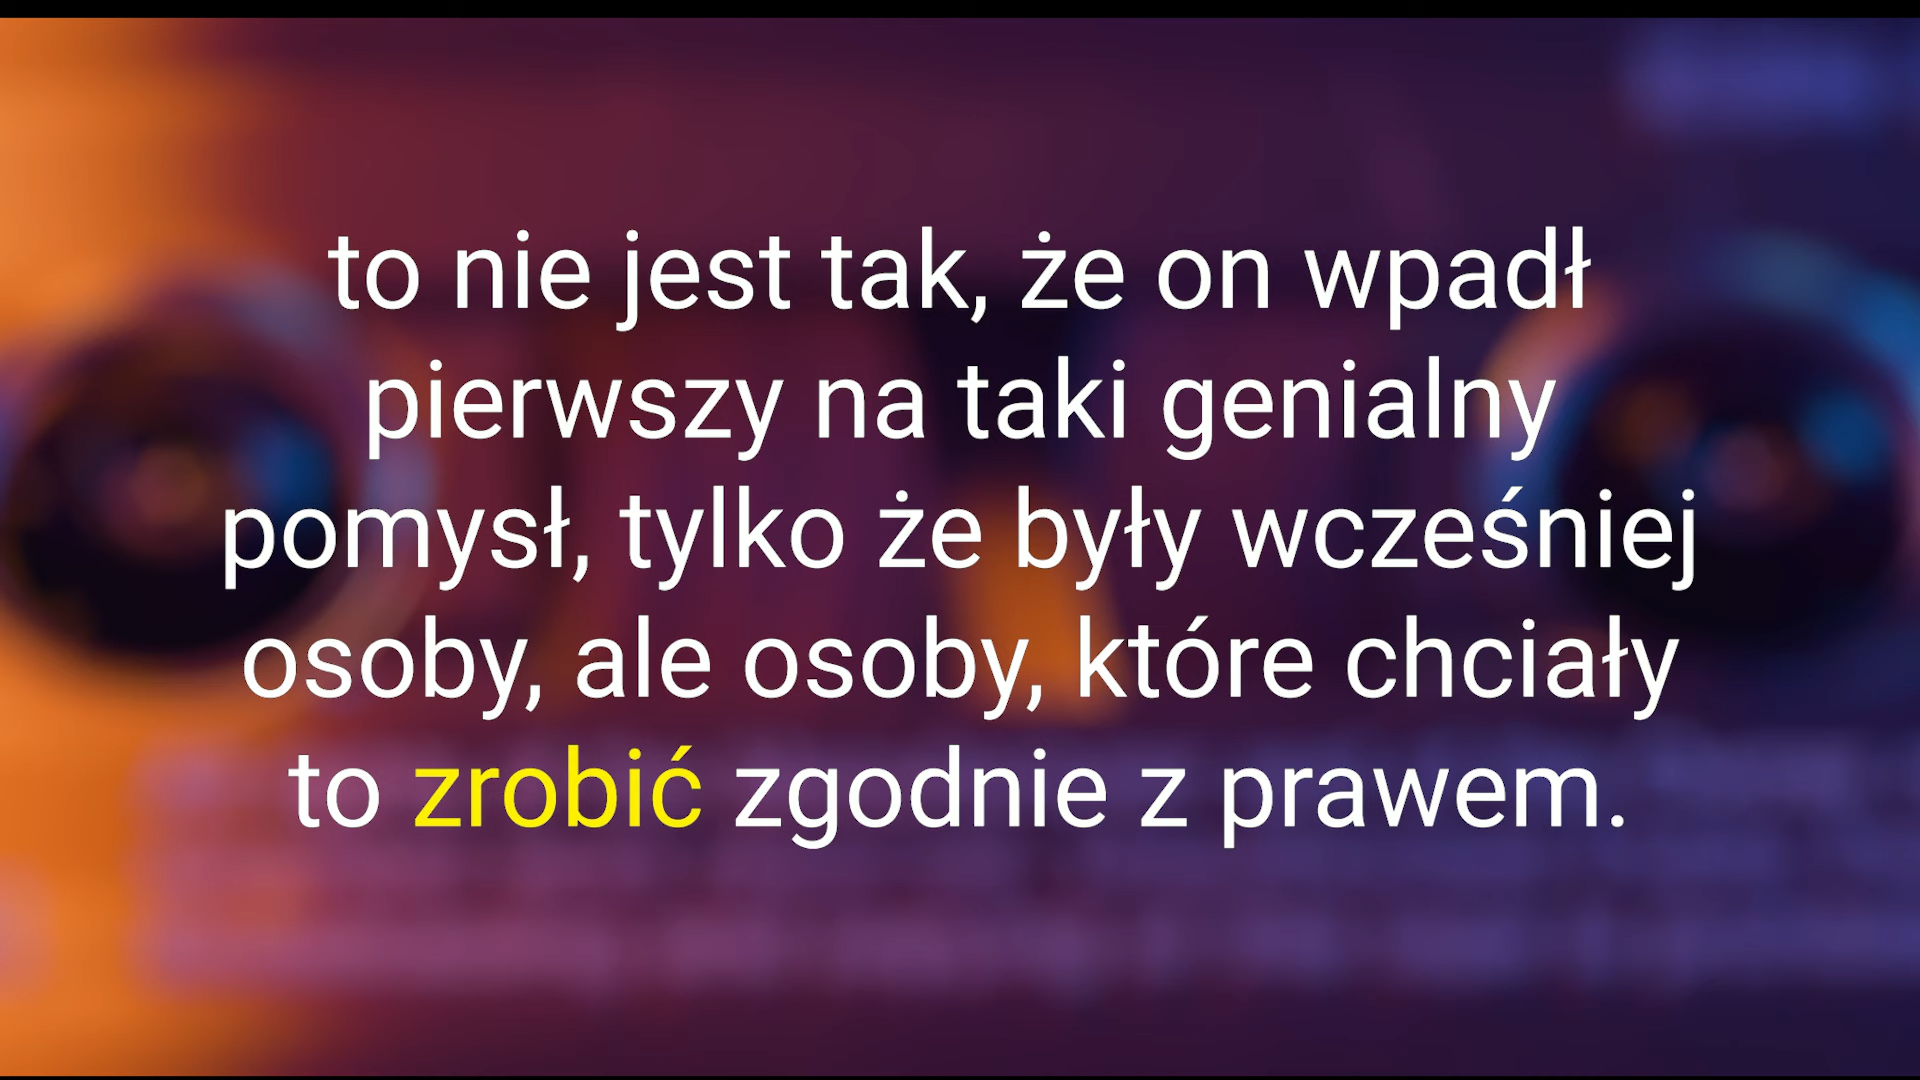 to nie jest tak, że on wpadł
pierwszy na taki genialny
pomysł, tylko że były wcześniej
osoby, ale osoby, które chciały
to zrobić zgodnie z prawem.